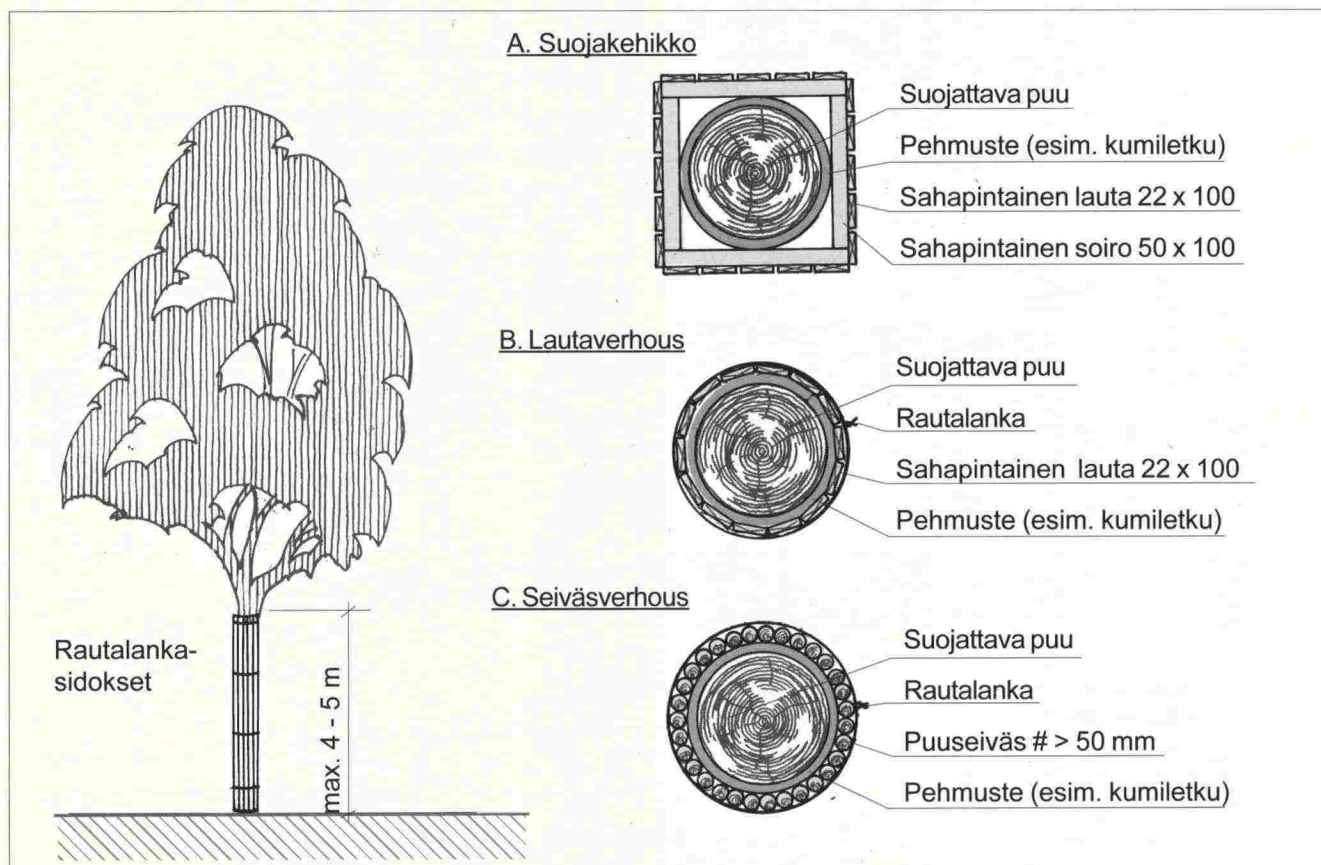 A. Suojakehikko
Suojattava puu
Pehmuste (esim. kumiletku)
Sahapintainen lauta 22 x 100
Sahapintainen soiro 50 x 100
B. Lautaverhous
Suojattava puu
Rautalanka
Sahapintainen lauta 22 x 100
Pehmuste (esim. kumiletku)
C. Seiväsverhous
Suojattava puu
Rautalanka
Puuseiväs # > 50 mm
Pehmuste (esim. kumiletku)
Rautalanka-
sidokset
max. 4 - 5 m